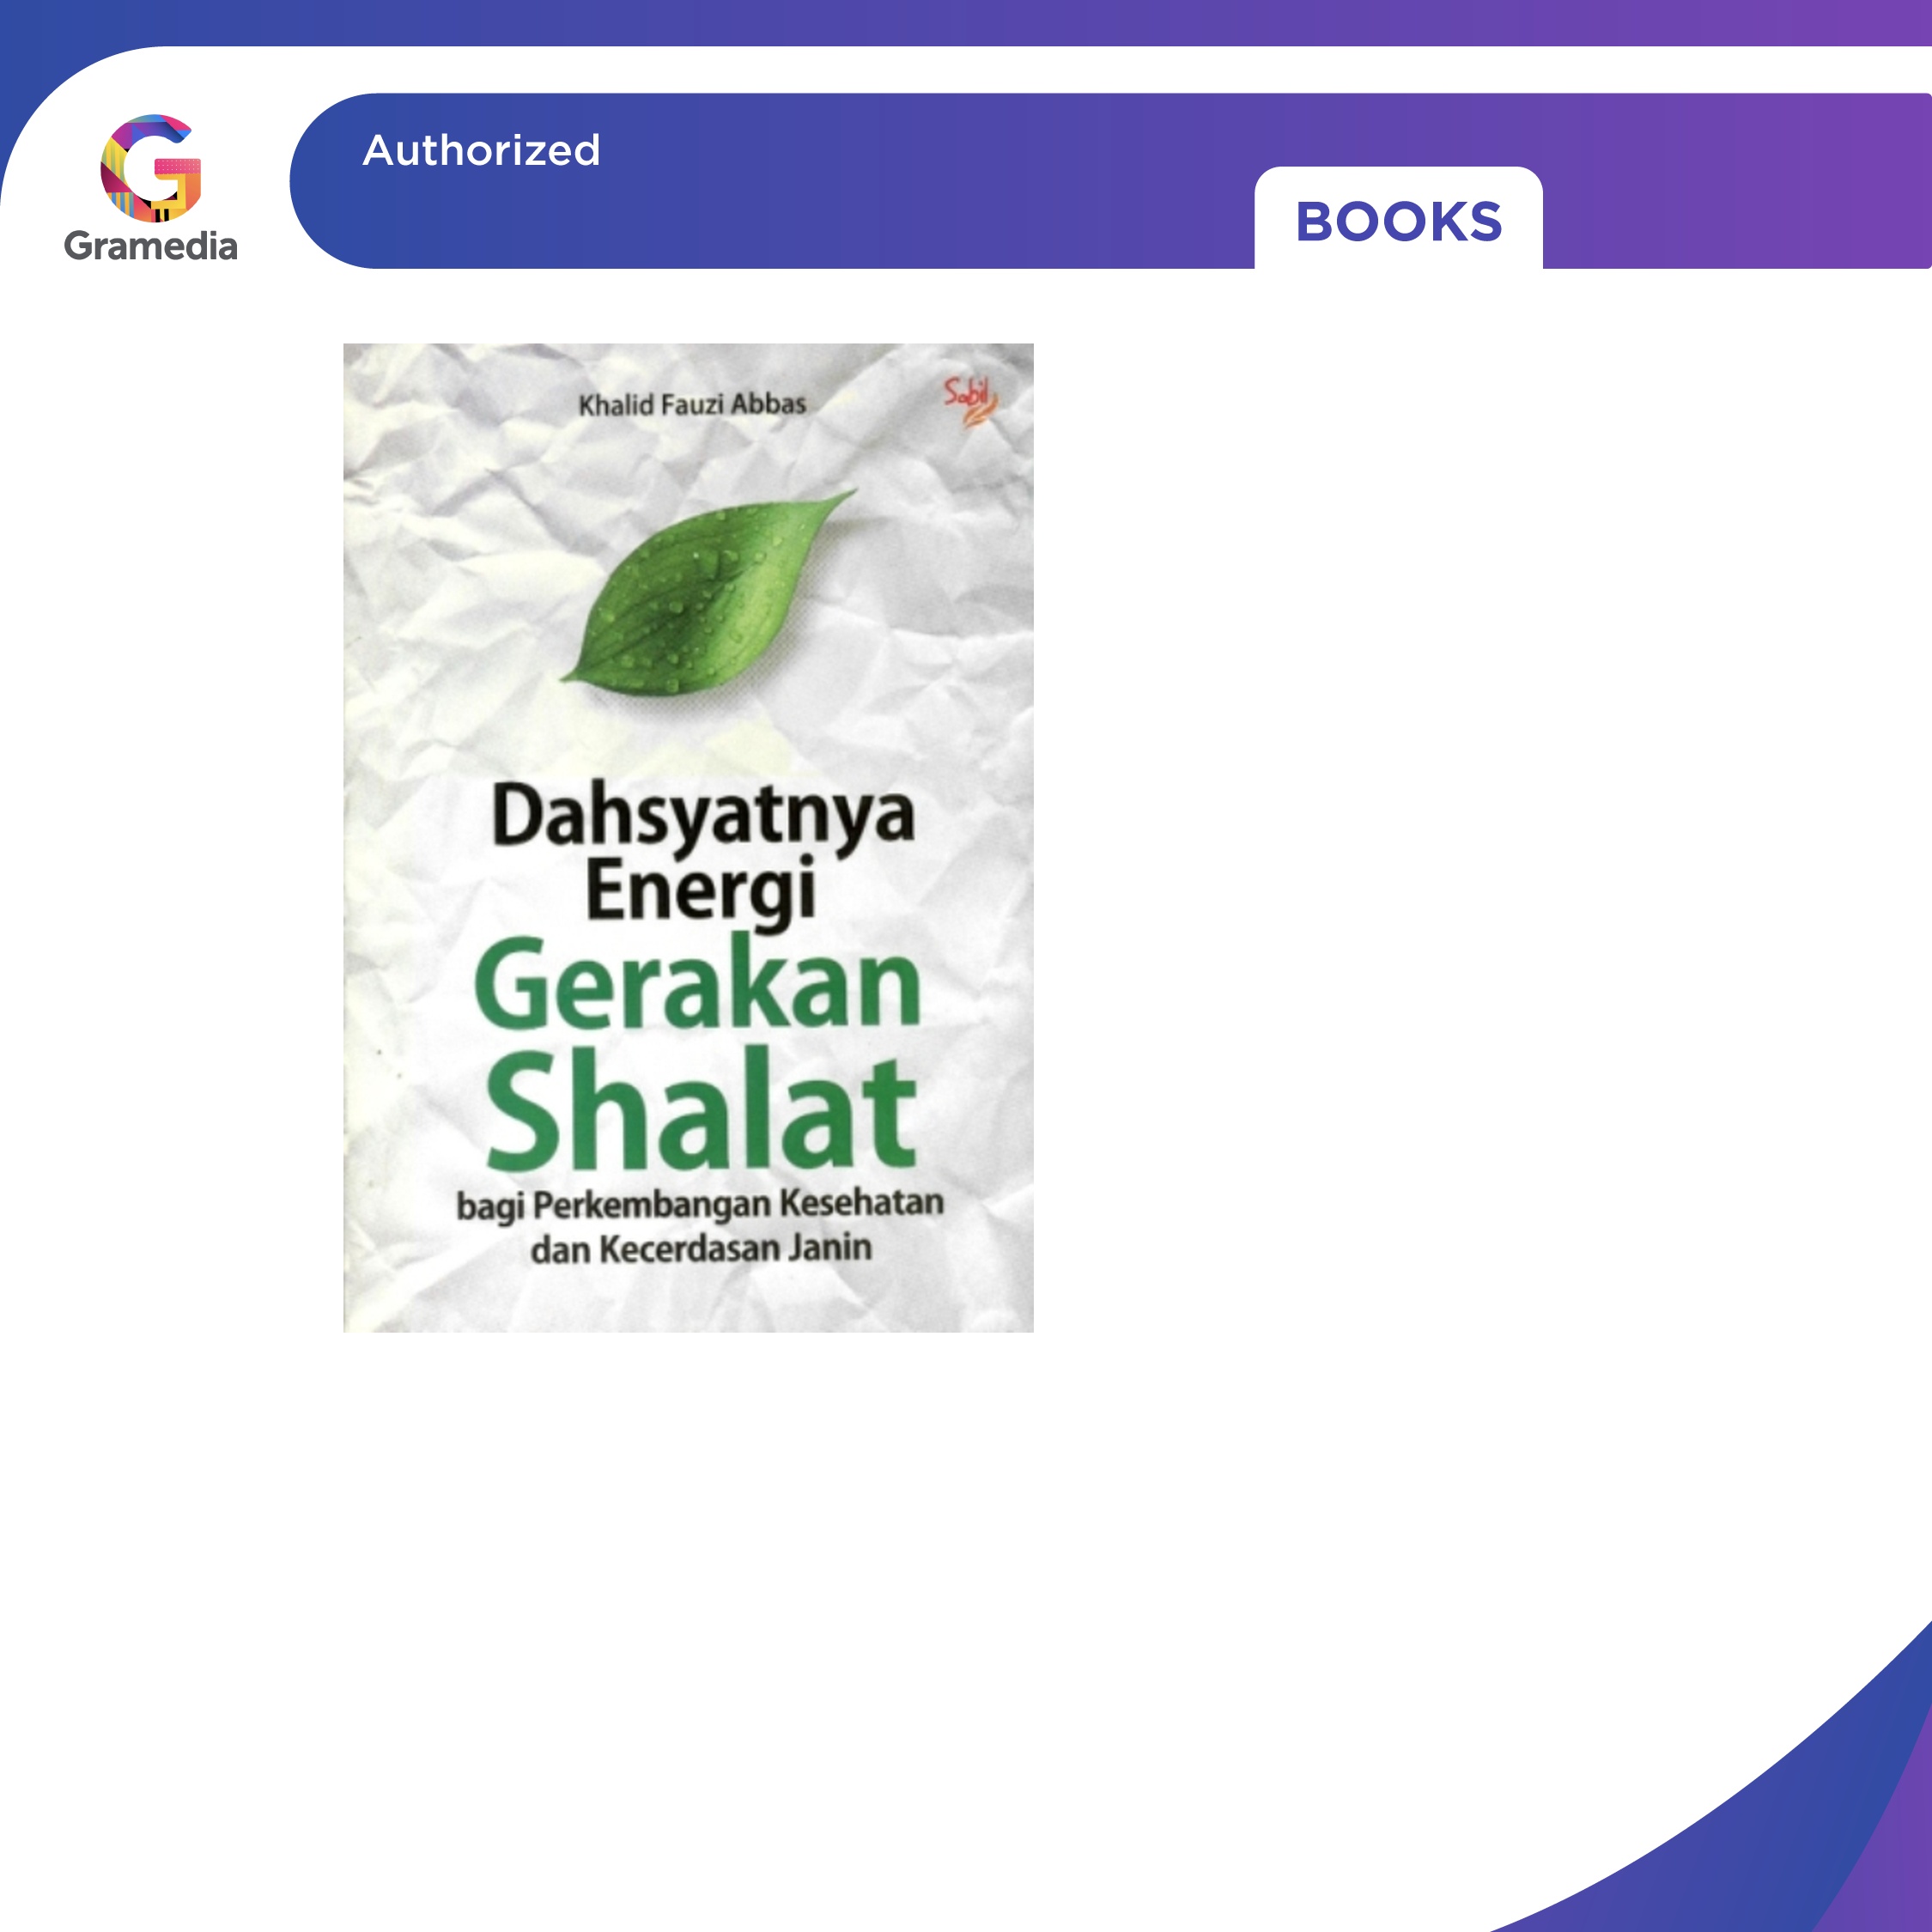 Authorized
BOOKS
Gramedia
Khalid Fauzi Abbas
Sabil
Dahsyatnya
Energi
Gerakan
Shalat
bagi Perkembangan Kesehatan
dan Kecerdasan Janin